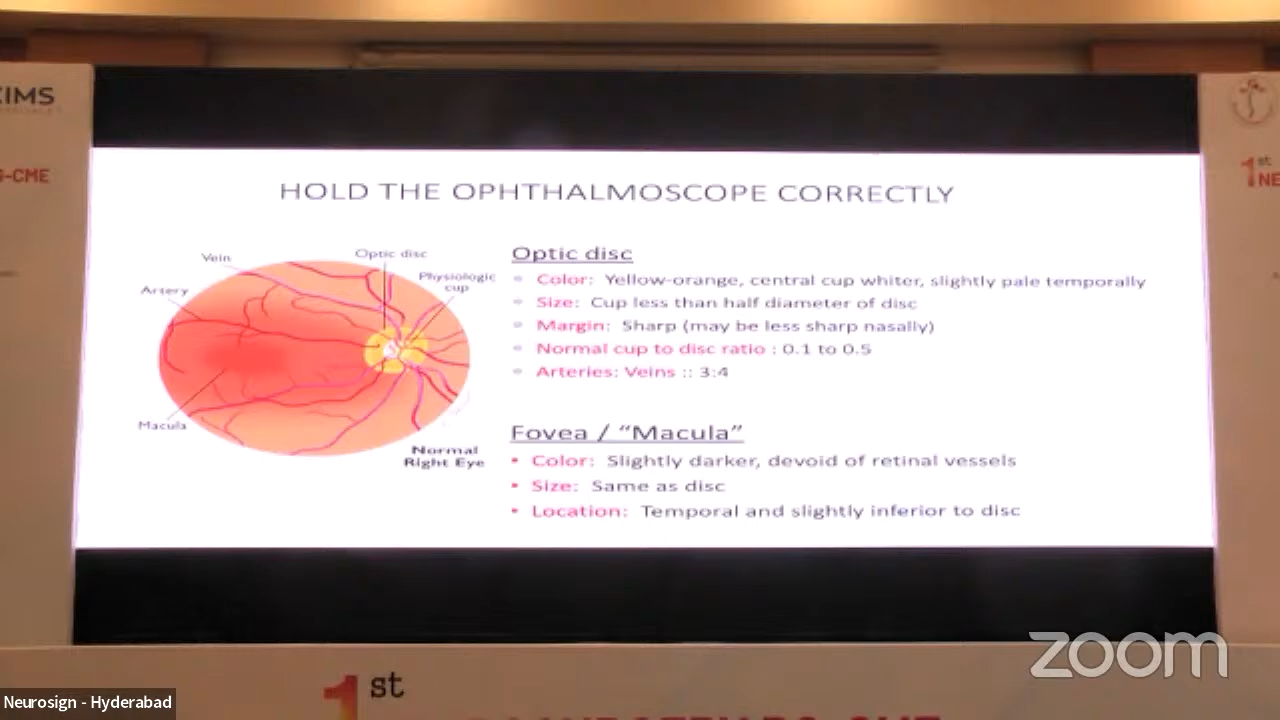 KIMS
G-CME
1st
NE
HOLD THE OPHTHALMOSCOPE CORRECTLY
Vein
Optic disc
Physiologic
cup
Artery
Macula
Normal
Right Eye
Optic disc
Color: Yellow-orange, central cup whiter, slightly pale temporally
Size: Cup less than half diameter of disc
Margin: Sharp (may be less sharp nasally)
Normal cup to disc ratio : 0.1 to 0.5
Arteries: Veins :: 3:4
Fovea / “Macula”
• Color: Slightly darker, devoid of retinal vessels
• Size: Same as disc
• Location: Temporal and slightly inferior to disc
zoom
Neurosign - Hyderabad
1st